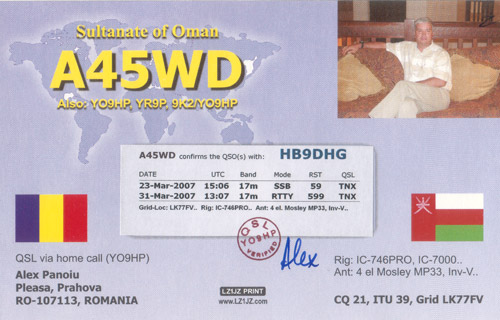 Sultanate of Oman
A45WD
Also: YO9HP, YR9P, 9K2/YO9HP
A45WD confirms the QSO(s) with: HB9DHG
DATE UTC Band Mode RST QSL
23-Mar-2007 15:06 17m SSB 59 TNX
31-Mar-2007 13:07 17m RTTY 599 TNX
Grid-Loc: LK77FV.. Rig: IC-746PRO.. Ant: 4 el. Mosley MP33, Inv-V..
QSL
YO9HP
VERIFIED
Alex
QSL via home call (YO9HP)
Alex Panoiu
Pleasa, Prahova
RO-107113, ROMANIA
LZ1JZ PRINT
www.LZ1JZ.com
Rig: IC-746PRO, IC-7000..
Ant: 4 el Mosley MP33, Inv-V..
CQ 21, ITU 39, Grid LK77FV